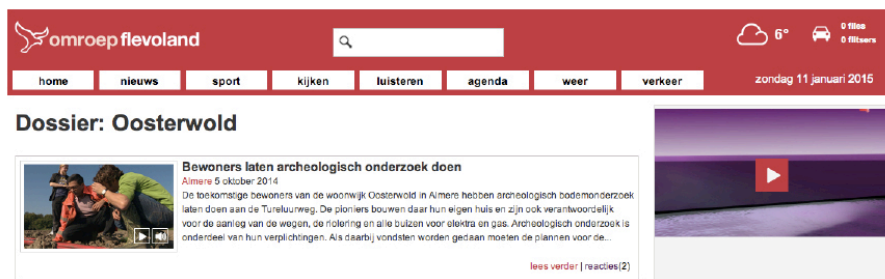 omroep flevoland
6°
0 files
0 flitsers
home nieuws sport kijken luisteren agenda weer verkeer
zondag 11 januari 2015
Dossier: Oosterwold
Bewoners laten archeologisch onderzoek doen
Almere 5 oktober 2014
De toekomstige bewoners van de woonwijk Oosterwold in Almere hebben archeologisch bodemonderzoek
laten doen aan de Tureluurweg. De pioniers bouwen daar hun eigen huis en zijn ook verantwoordelijk
voor de aanleg van de wegen, de riolering en alle buizen voor elektra en gas. Archeologisch onderzoek is
onderdeel van hun verplichtingen. Als daarbij vondsten worden gedaan moeten de plannen voor de...
lees verder | reacties(2)